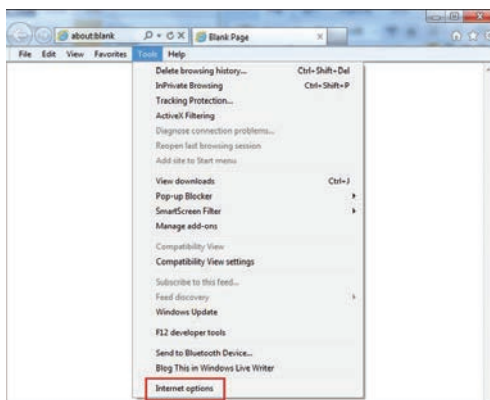 about:blank
Blank Page
File Edit View Favorites Tools Help
Delete browsing history... Ctrl+Shift+Del
InPrivate Browsing Ctrl+Shift+P
Tracking Protection...
ActiveX Filtering
Diagnose connection problems...
Reopen last browsing session
Add site to Start menu
View downloads Ctrl+J
Pop-up Blocker
SmartScreen Filter
Manage add-ons
Compatibility View
Compatibility View settings
Subscribe to this feed...
Feed discovery
Windows Update
F12 developer tools
Send to Bluetooth Device...
Blog This in Windows Live Writer
Internet options